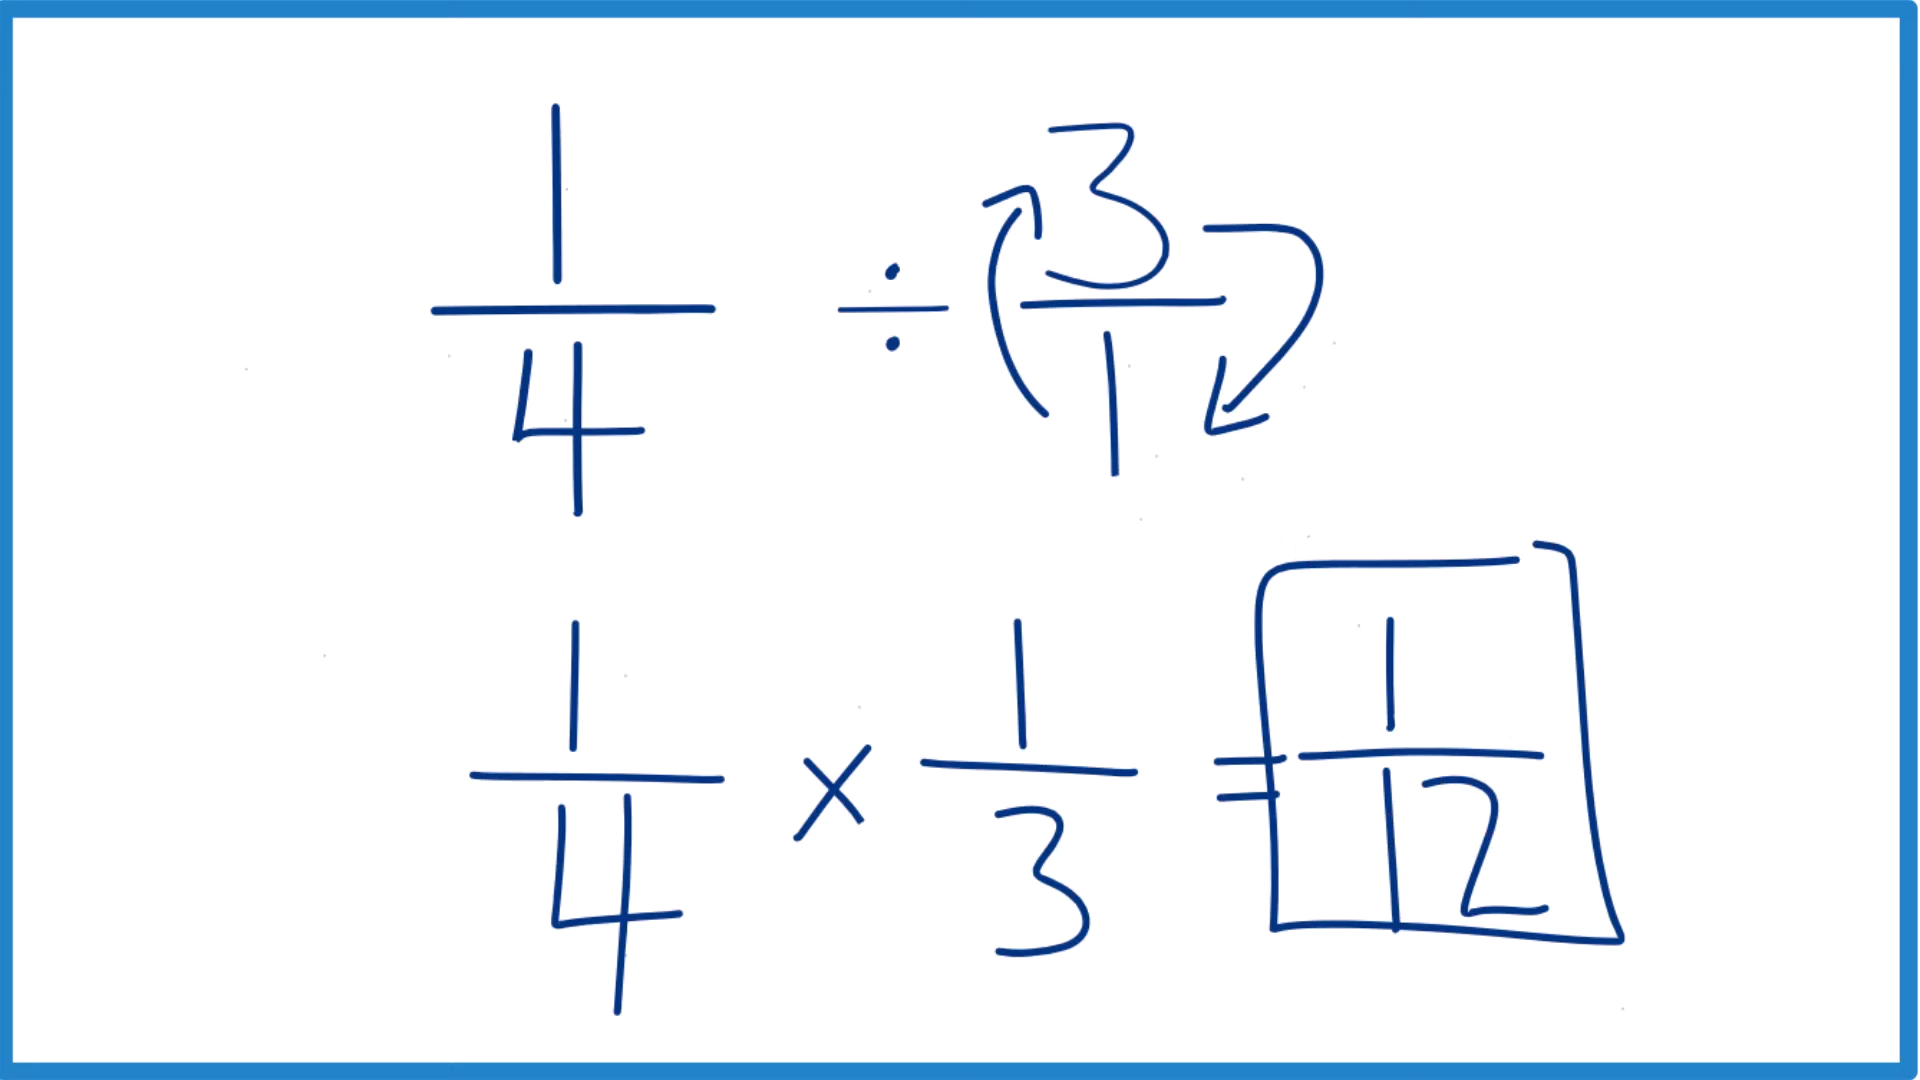 1/4 ÷ 3/1
1/4 × 1/3 = 1/12